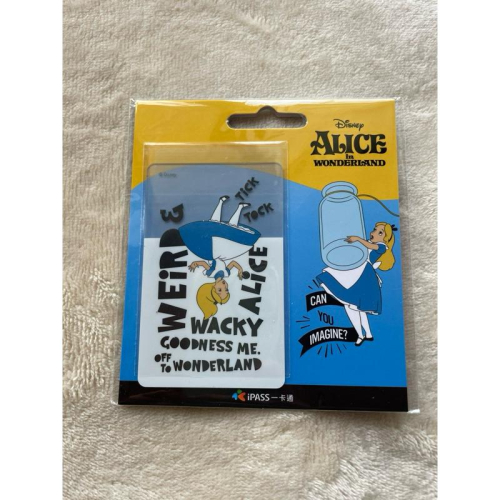 Disney
ALICE
in
WONDERLAND
TICK
TOCK
WEIRD &
ALICE
WACKY
GOODNESS ME.
OFF
TO WONDERLAND
CAN
YOU
IMAGINE?
iPASS 一卡通